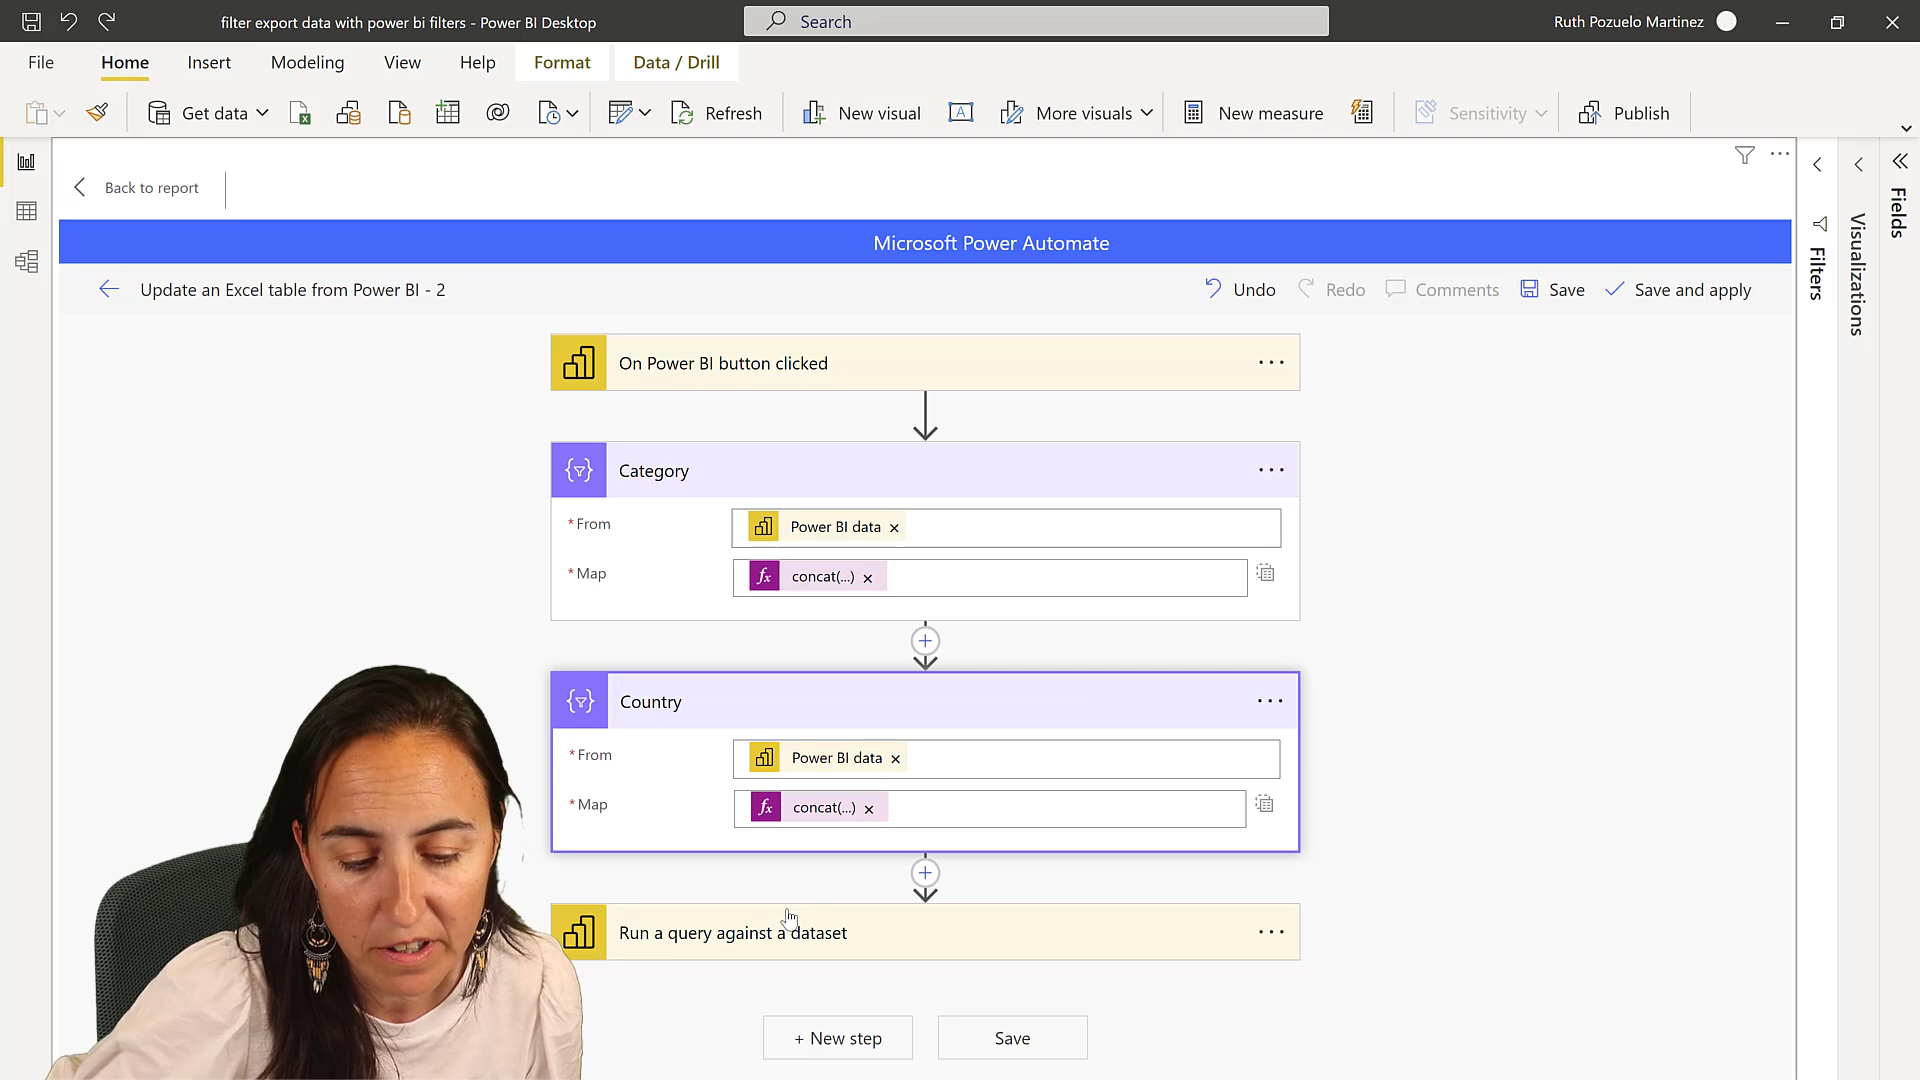 filter export data with power bi filters - Power BI Desktop
Search
Ruth Pozuelo Martinez
File
Home
Insert
Modeling
View
Help
Format
Data / Drill
Get data
Refresh
New visual
More visuals
New measure
Sensitivity
Publish
Back to report
Microsoft Power Automate
Update an Excel table from Power BI - 2
Undo
Redo
Comments
Save
Save and apply
On Power BI button clicked
Category
*From
Power BI data ×
*Map
fx concat(...) ×
Country
*From
Power BI data ×
*Map
fx concat(...) ×
Run a query against a dataset
+ New step
Save
Filters
Visualizations
Fields